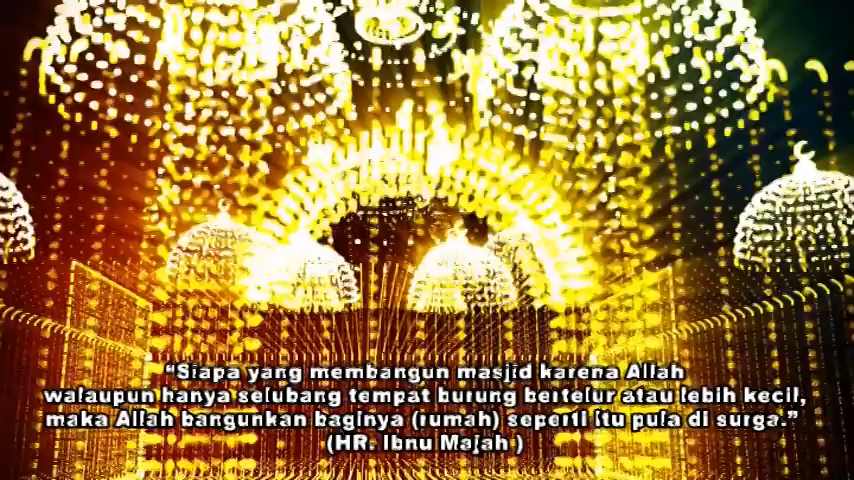 “Siapa yang membangun masjid karena Allah
walaupun hanya selubang tempat burung bertelur atau lebih kecil,
maka Allah bangunkan baginya (rumah) seperti itu pula di surga.”
(HR. Ibnu Majah )